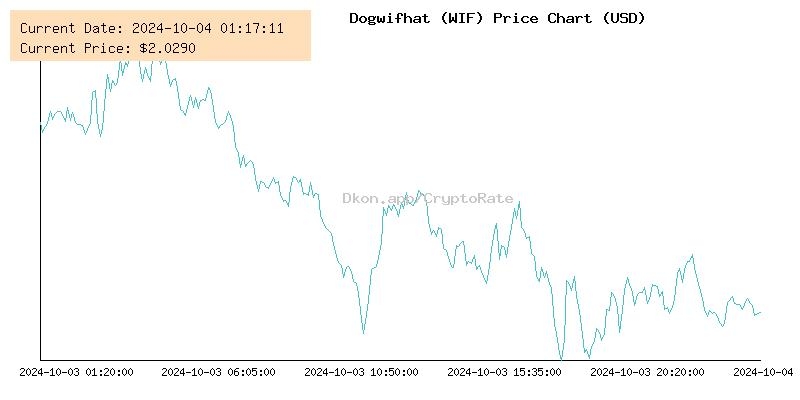 Dogwifhat (WIF) Price Chart (USD)
Current Date: 2024-10-04 01:17:11
Current Price: $2.0290
Dkon.app/CryptoRate
2024-10-03 01:20:00 2024-10-03 06:05:00 2024-10-03 10:50:00 2024-10-03 15:35:00 2024-10-03 20:20:00 2024-10-04